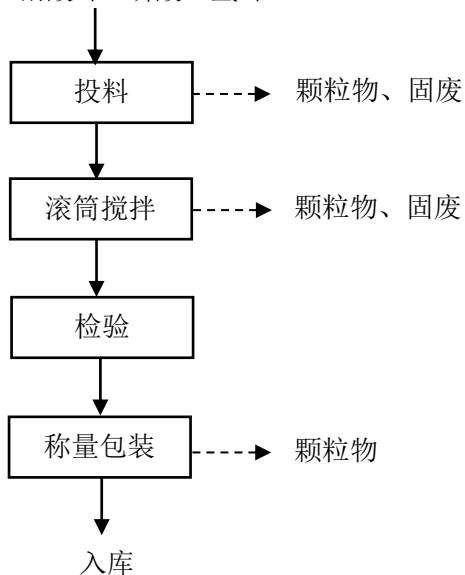 投料
颗粒物、固废
滚筒搅拌
颗粒物、固废
检验
称量包装
颗粒物
入库